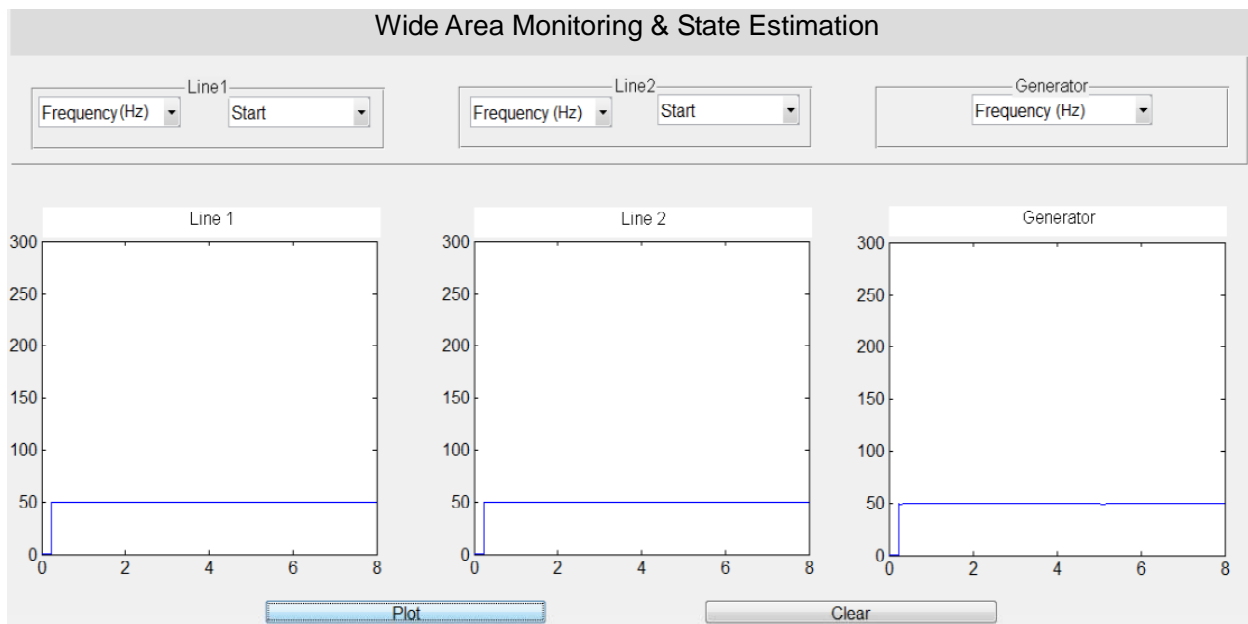 Wide Area Monitoring & State Estimation
Line1
Frequency (Hz) Start
Line2
Frequency (Hz) Start
Generator
Frequency (Hz)
Line 1
300
250
200
150
100
50
0
0 2 4 6 8
Line 2
300
250
200
150
100
50
0
0 2 4 6 8
Generator
300
250
200
150
100
50
0
0 2 4 6 8
Plot
Clear